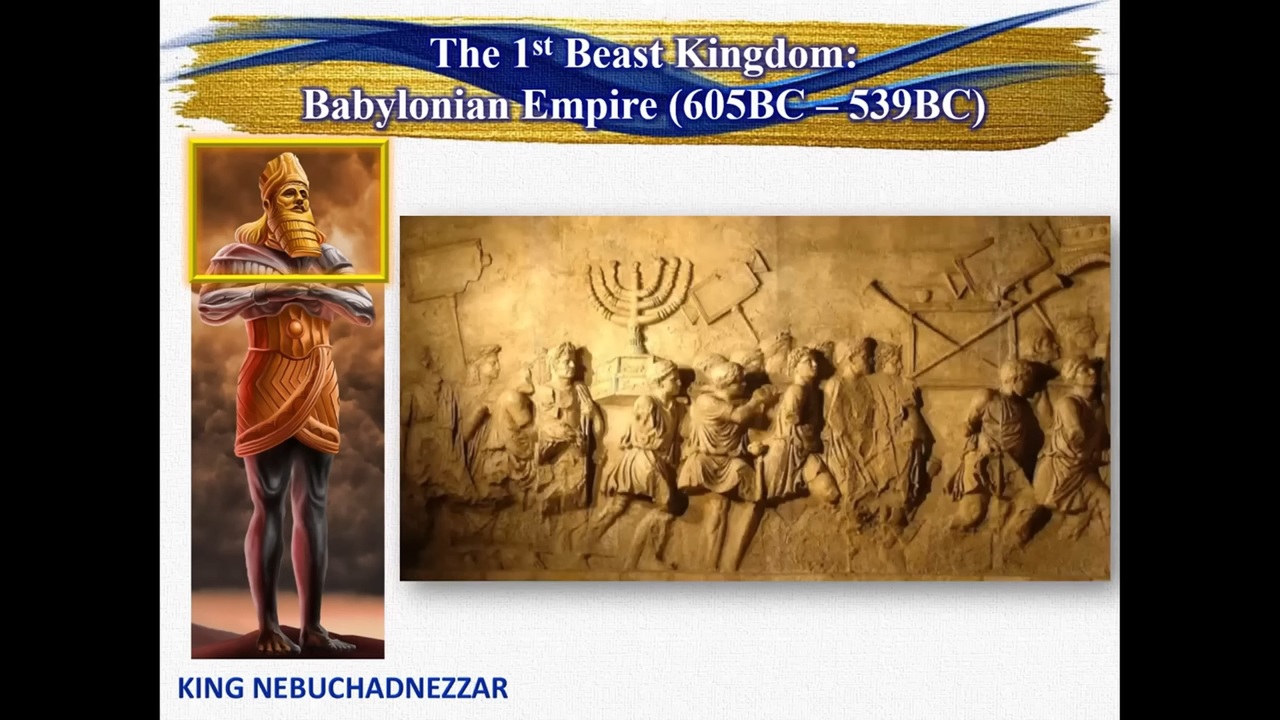 The 1st Beast Kingdom:
Babylonian Empire (605BC – 539BC)
KING NEBUCHADNEZZAR